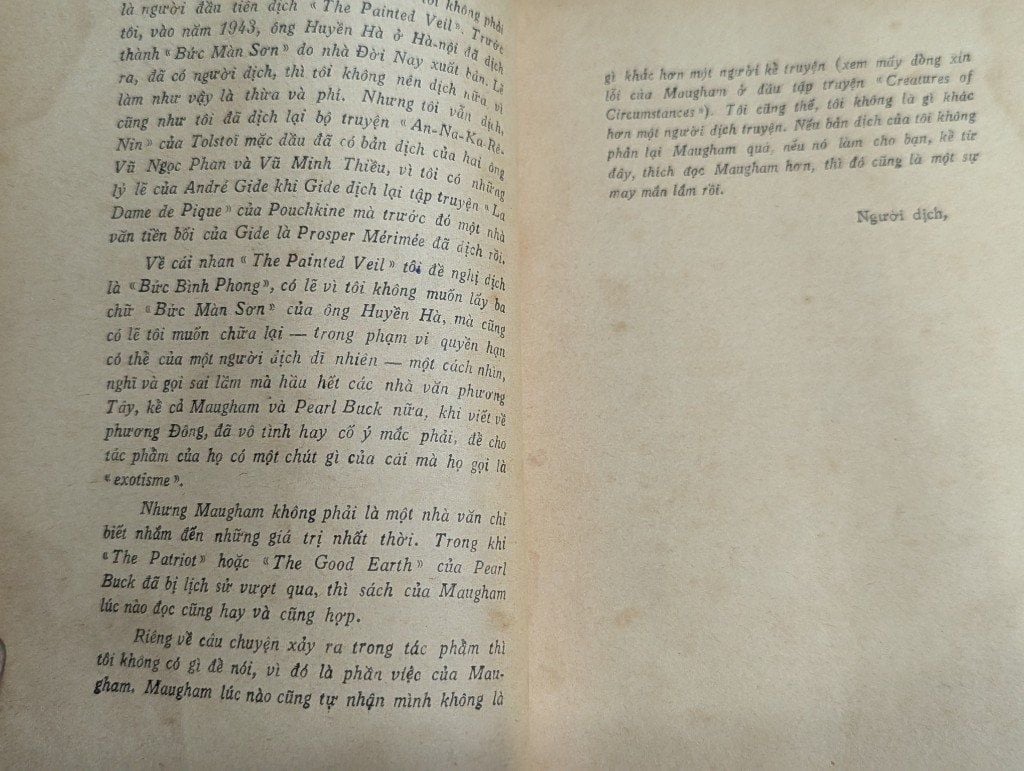 tôi không phải
là người đầu tiên dịch « The Painted Veil ». Trước
tôi, vào năm 1943, ông Huyền Hà ở Hà-nội đã dịch
thành « Bức Màn Sơn » do nhà Đời Nay xuất bản. Lẽ
ra, đã có người dịch, thì tôi không nên dịch nữa, vì
làm như vậy là thừa và phí. Nhưng tôi vẫn dịch,
cũng như tôi đã dịch lại bộ truyện « An-Na-Ka-Rê-
Nin » của Tolstoï mặc dầu đã có bản dịch của hai ông
Vũ Ngọc Phan và Vũ Minh Thiều, vì tôi có những
lý lẽ của André Gide khi Gide dịch lại tập truyện « La
Dame de Pique » của Pouchkine mà trước đó một nhà
văn tiền bối của Gide là Prosper Mérimée đã dịch rồi.
Về cái nhan « The Painted Veil » tôi đề nghị dịch
là « Bức Bình Phong », có lẽ vì tôi không muốn lấy ba
chữ « Bức Màn Sơn » của ông Huyền Hà, mà cũng
có lẽ tôi muốn chữa lại — trong phạm vi quyền hạn
có thể của một người dịch dĩ nhiên — một cách nhìn,
nghĩ và gọi sai lầm mà hầu hết các nhà văn phương
Tây, kể cả Maugham và Pearl Buck nữa, khi viết về
phương Đông, đã vô tình hay cố ý mắc phải, để cho
tác phẩm của họ có một chút gì của cái mà họ gọi là
« exotisme ».
Nhưng Maugham không phải là một nhà văn chỉ
biết nhắm đến những giá trị nhất thời. Trong khi
« The Patriot » hoặc « The Good Earth » của Pearl
Buck đã bị lịch sử vượt qua, thì sách của Maugham
lúc nào đọc cũng hay và cũng hợp.
Riêng về câu chuyện xảy ra trong tác phẩm thì
tôi không có gì để nói, vì đó là phần việc của Mau-
gham. Maugham lúc nào cũng tự nhận mình không là
gì khác hơn một người kể truyện (xem mấy dòng xin
lỗi của Maugham ở đầu tập truyện « Creatures of
Circumstances »). Tôi cũng thế, tôi không là gì khác
hơn một người dịch truyện. Nếu bản dịch của tôi không
phản lại Maugham quá, nếu nó làm cho bạn, kể từ
đây, thích đọc Maugham hơn, thì đó cũng là một sự
may mắn lắm rồi.
Người dịch,